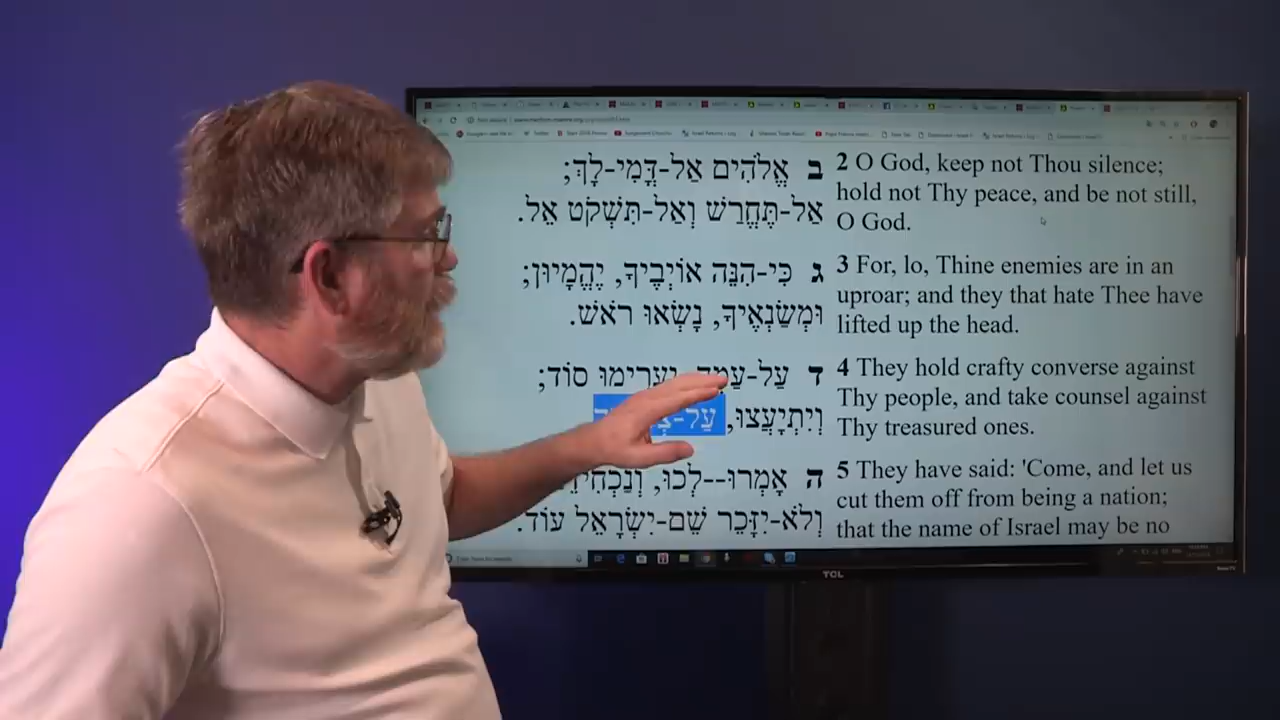 ב אֱלֹהִים אַל-דֳּמִי-לָךְ;
אַל-תֶּחֱרַשׁ וְאַל-תִּשְׁקֹט אֵל.
ג כִּי-הִנֵּה אוֹיְבֶיךָ, יֶהֱמָיוּן;
וּמְשַׂנְאֶיךָ, נָשְׂאוּ רֹאשׁ.
ד יַעֲרִימוּ סוֹד;
וְיִתְיָעֲצוּ,
ה אָמְרוּ--לְכוּ,
וְלֹא-יִזָּכֵר שֵׁם-יִשְׂרָאֵל עוֹד.
2 O God, keep not Thou silence;
hold not Thy peace, and be not still,
O God.
3 For, lo, Thine enemies are in an
uproar; and they that hate Thee have
lifted up the head.
4 They hold crafty converse against
Thy people, and take counsel against
Thy treasured ones.
5 They have said: 'Come, and let us
cut them off from being a nation;
that the name of Israel may be no
TCL